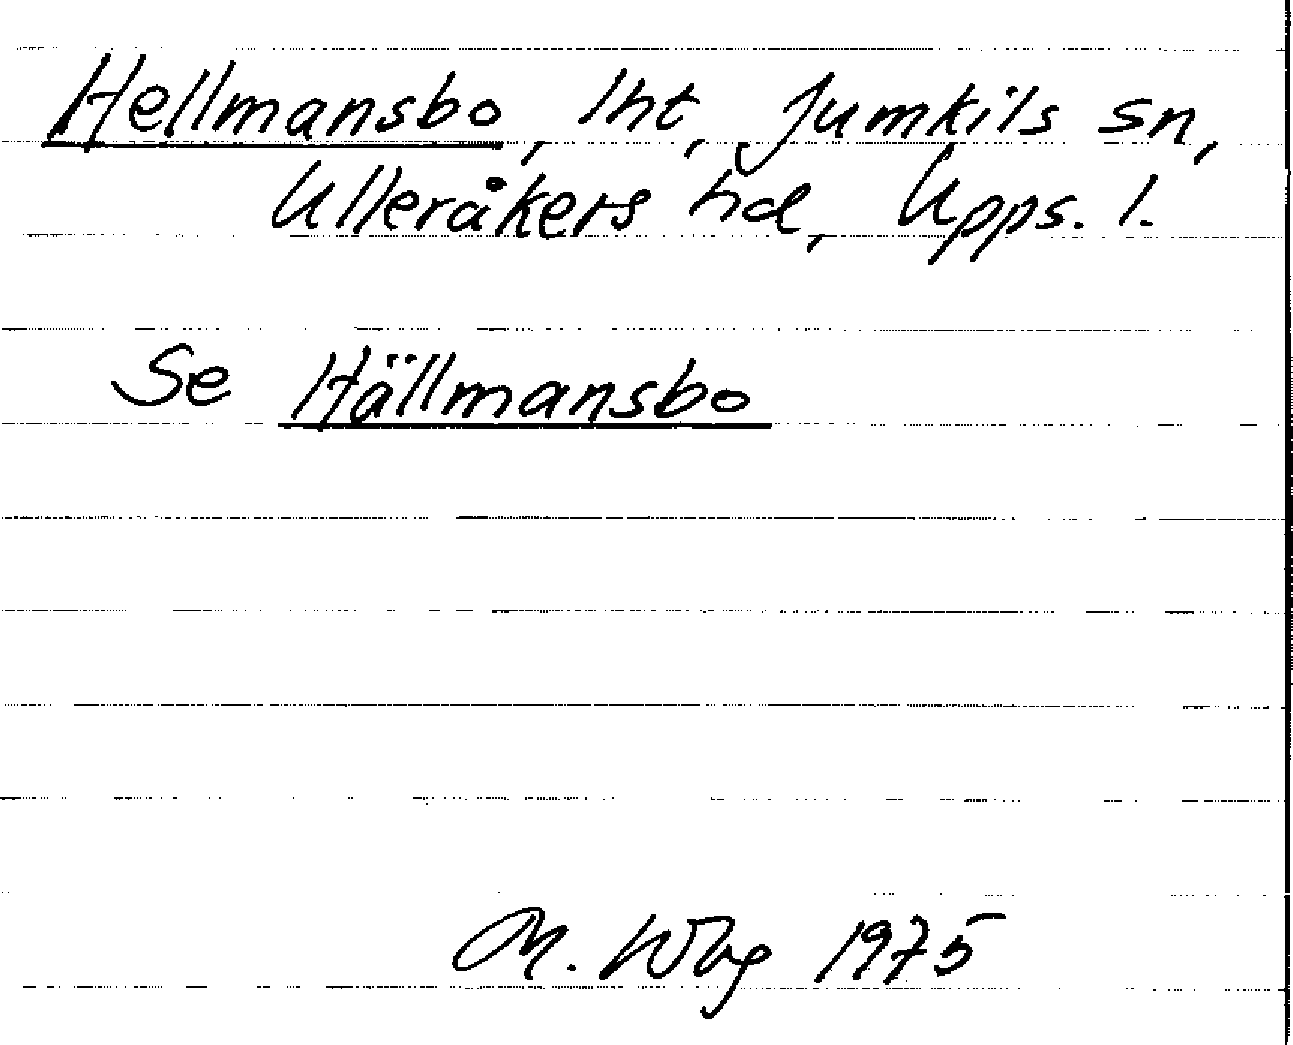 Hellmansbo, lht, Jumkils sn,
Ulleråkers hd, Upps. l.
Se Hällmansbo
M. Wbg 1975